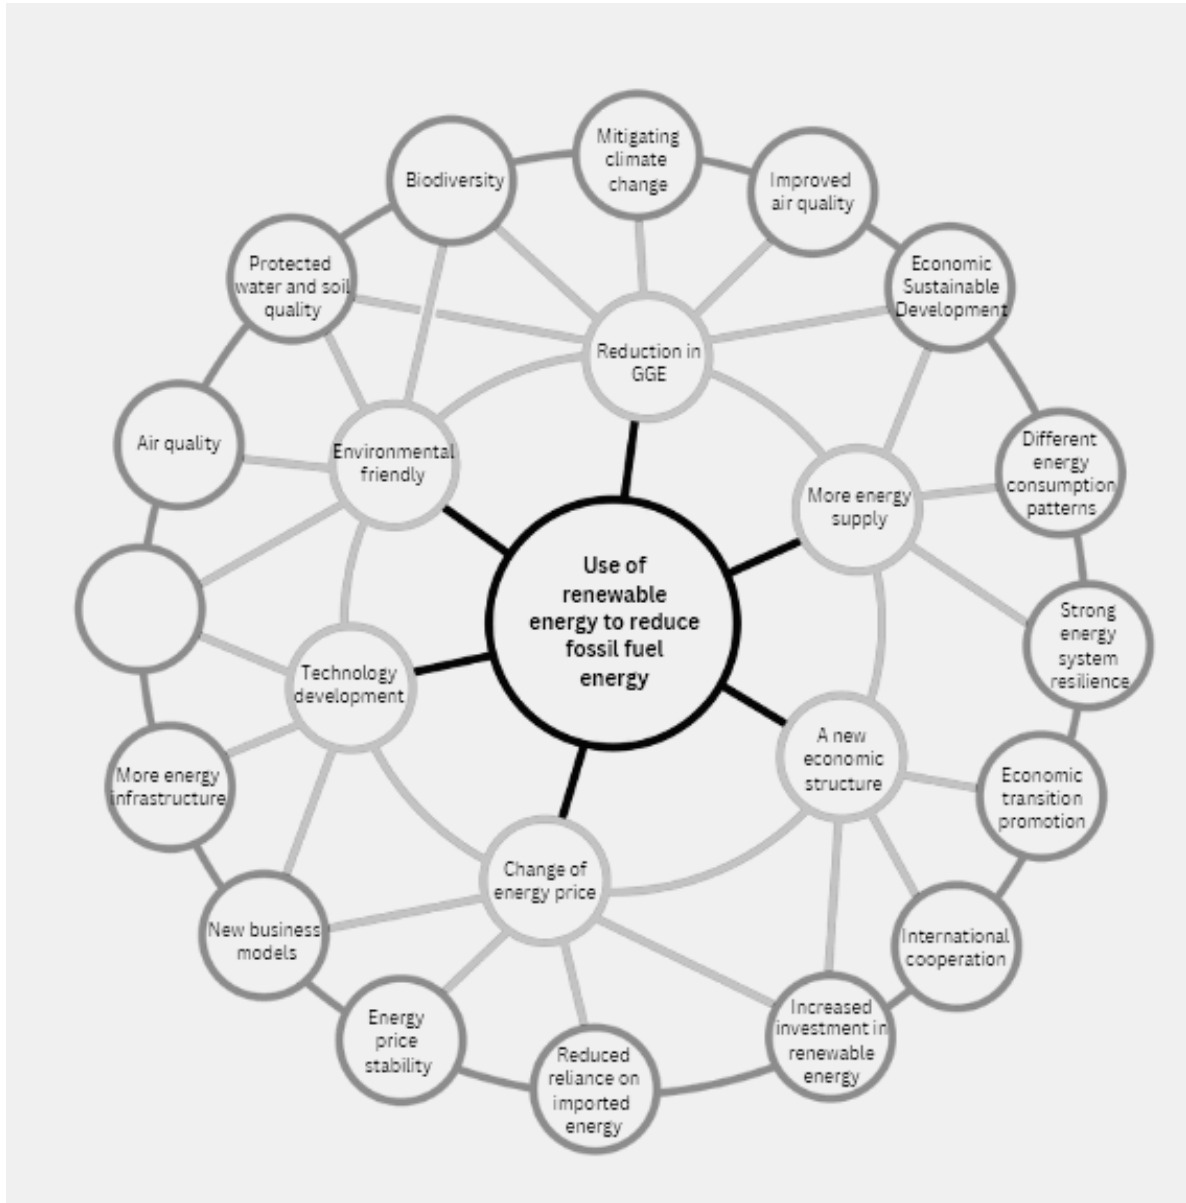 Mitigating
climate
change
Improved
air quality
Biodiversity
Economic
Sustainable
Development
Protected
water and soil
quality
Reduction in
GGE
Air quality
Environmental
friendly
Different
energy
consumption
patterns
More energy
supply
Use of
renewable
energy to reduce
fossil fuel
energy
Strong
energy
system
resilience
Technology
development
A new
economic
structure
More energy
infrastructure
Economic
transition
promotion
Change of
energy price
New business
models
International
cooperation
Energy
price
stability
Increased
investment in
renewable
energy
Reduced
reliance on
imported
energy